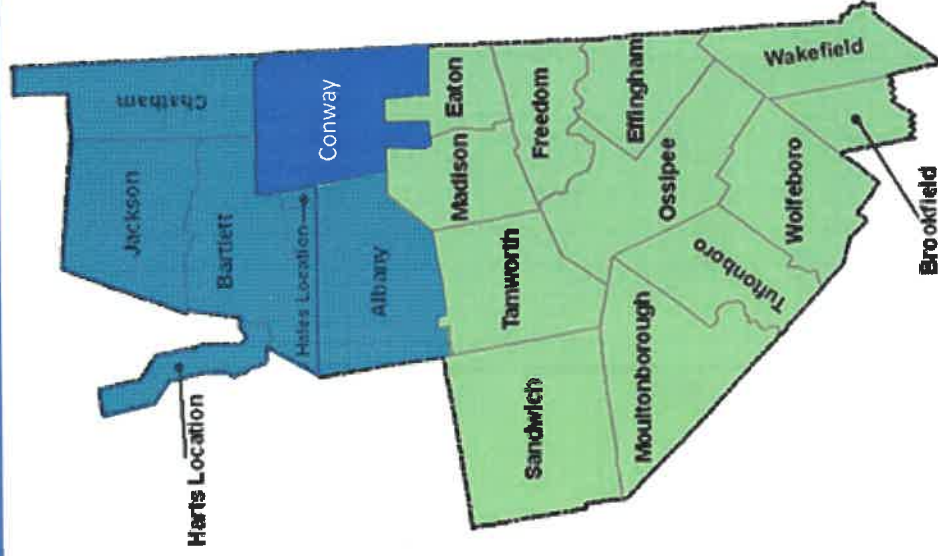 Chatham
Jackson
Conway
Bartlett
Hales Location
Albany
Harts Location
Eaton
Madison
Freedom
Effingham
Tamworth
Ossipee
Wakefield
Sandwich
Moultonborough
Tuftonboro
Wolfeboro
Brookfield